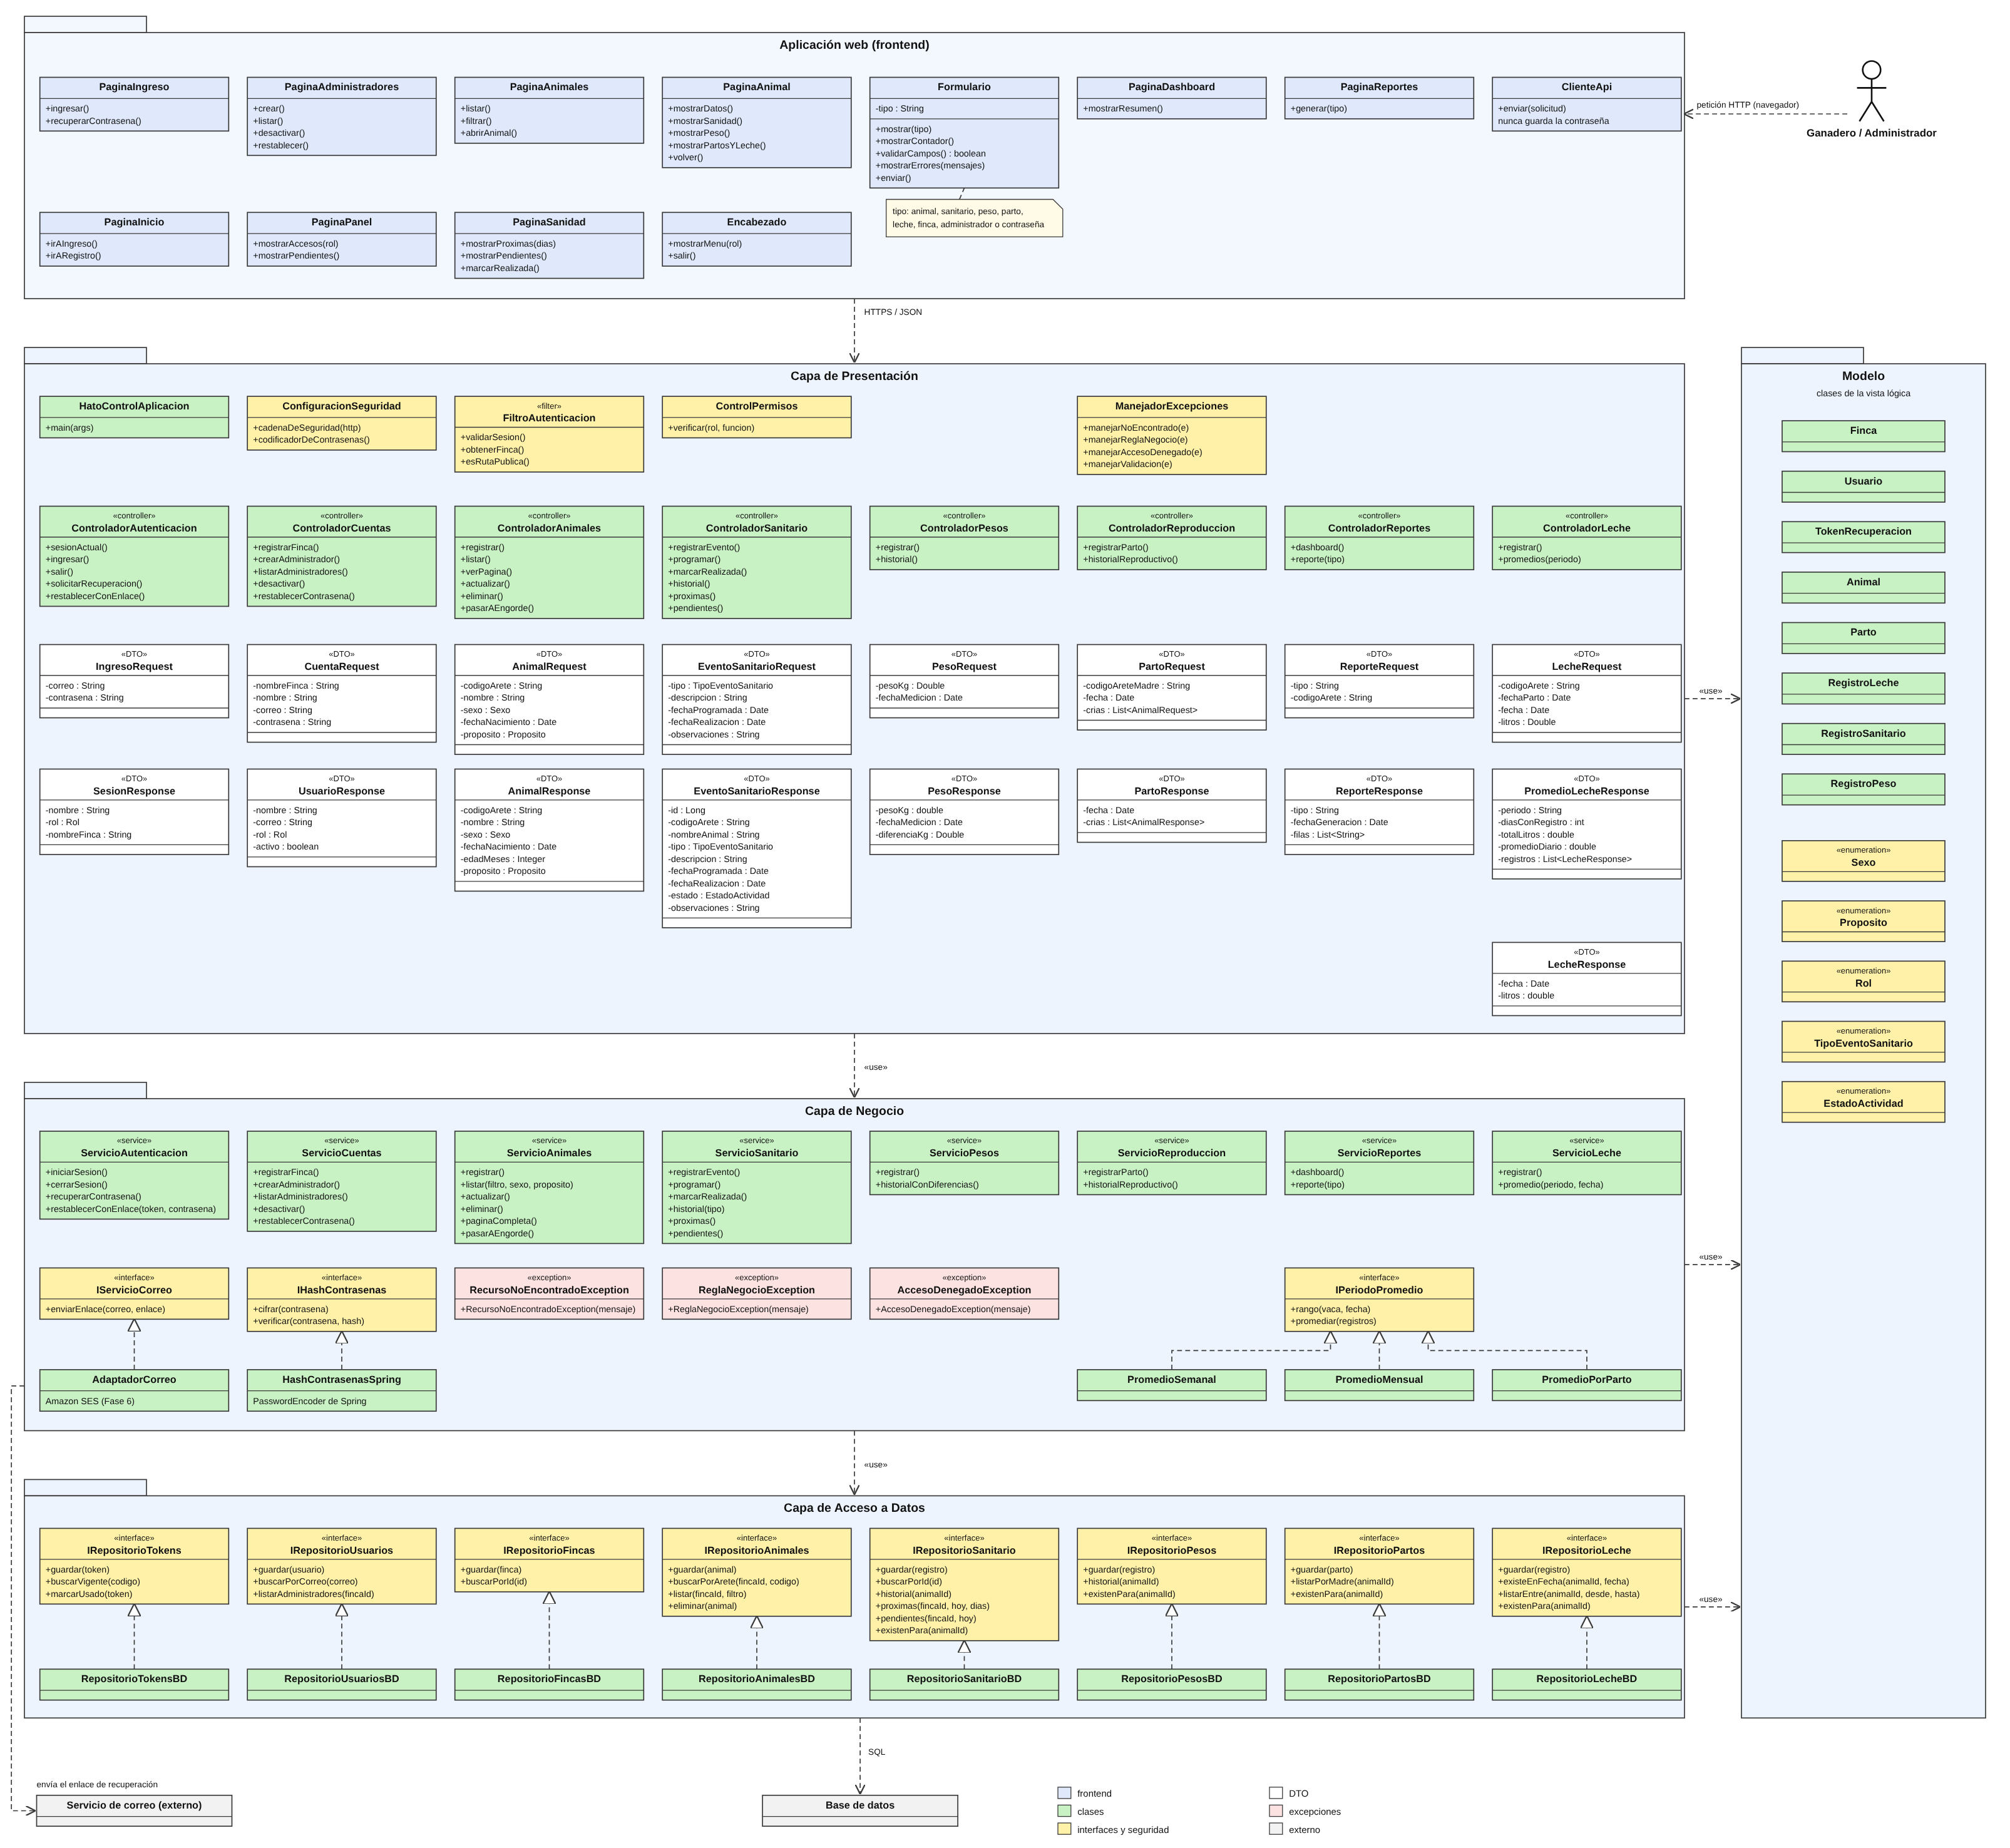 Aplicación web (frontend)
PaginaIngreso
+ingresar()
+recuperarContrasena()
PaginaAdministradores
+crear()
+listar()
+desactivar()
+restablecer()
PaginaAnimales
+listar()
+filtrar()
+abrirAnimal()
PaginaAnimal
+mostrarDatos()
+mostrarSanidad()
+mostrarPeso()
+mostrarPartosYLeche()
+volver()
Formulario
-tipo : String
+mostrar(tipo)
+mostrarContador()
+validarCampos() : boolean
+mostrarErrores(mensajes)
+enviar()
PaginaDashboard
+mostrarResumen()
PaginaReportes
+generar(tipo)
ClienteApi
+enviar(solicitud)
nunca guarda la contraseña
petición HTTP (navegador)
Ganadero / Administrador
PaginaInicio
+irAIngreso()
+irARegistro()
PaginaPanel
+mostrarAccesos(rol)
+mostrarPendientes()
PaginaSanidad
+mostrarProximas(dias)
+mostrarPendientes()
+marcarRealizada()
Encabezado
+mostrarMenu(rol)
+salir()
tipo: animal, sanitario, peso, parto,
leche, finca, administrador o contraseña
HTTPS / JSON
Capa de Presentación
HatoControlAplicacion
+main(args)
ConfiguracionSeguridad
+cadenaDeSeguridad(http)
+codificadorDeContrasenas()
«filter»
FiltroAutenticacion
+validarSesion()
+obtenerFinca()
+esRutaPublica()
ControlPermisos
+verificar(rol, funcion)
ManejadorExcepciones
+manejarNoEncontrado(e)
+manejarReglaNegocio(e)
+manejarAccesoDenegado(e)
+manejarValidacion(e)
«controller»
ControladorAutenticacion
+sesionActual()
+ingresar()
+salir()
+solicitarRecuperacion()
+restablecerConEnlace()
«controller»
ControladorCuentas
+registrarFinca()
+crearAdministrador()
+listarAdministradores()
+desactivar()
+restablecerContrasena()
«controller»
ControladorAnimales
+registrar()
+listar()
+verPagina()
+actualizar()
+eliminar()
+pasarAEngorde()
«controller»
ControladorSanitario
+registrarEvento()
+programar()
+marcarRealizada()
+historial()
+proximas()
+pendientes()
«controller»
ControladorPesos
+registrar()
+historial()
«controller»
ControladorReproduccion
+registrarParto()
+historialReproductivo()
«controller»
ControladorReportes
+dashboard()
+reporte(tipo)
«controller»
ControladorLeche
+registrar()
+promedios(periodo)
«DTO»
IngresoRequest
-correo : String
-contrasena : String
«DTO»
CuentaRequest
-nombreFinca : String
-nombre : String
-correo : String
-contrasena : String
«DTO»
AnimalRequest
-codigoArete : String
-nombre : String
-sexo : Sexo
-fechaNacimiento : Date
-proposito : Proposito
«DTO»
EventoSanitarioRequest
-tipo : TipoEventoSanitario
-descripcion : String
-fechaProgramada : Date
-fechaRealizacion : Date
-observaciones : String
«DTO»
PesoRequest
-pesoKg : Double
-fechaMedicion : Date
«DTO»
PartoRequest
-codigoAreteMadre : String
-fecha : Date
-crias : List<AnimalRequest>
«DTO»
ReporteRequest
-tipo : String
-codigoArete : String
«DTO»
LecheRequest
-codigoArete : String
-fechaParto : Date
-fecha : Date
-litros : Double
«DTO»
SesionResponse
-nombre : String
-rol : Rol
-nombreFinca : String
«DTO»
UsuarioResponse
-nombre : String
-correo : String
-rol : Rol
-activo : boolean
«DTO»
AnimalResponse
-codigoArete : String
-nombre : String
-sexo : Sexo
-fechaNacimiento : Date
-edadMeses : Integer
-proposito : Proposito
«DTO»
EventoSanitarioResponse
-id : Long
-codigoArete : String
-nombreAnimal : String
-tipo : TipoEventoSanitario
-descripcion : String
-fechaProgramada : Date
-fechaRealizacion : Date
-estado : EstadoActividad
-observaciones : String
«DTO»
PesoResponse
-pesoKg : double
-fechaMedicion : Date
-diferenciaKg : Double
«DTO»
PartoResponse
-fecha : Date
-crias : List<AnimalResponse>
«DTO»
ReporteResponse
-tipo : String
-fechaGeneracion : Date
-filas : List<String>
«DTO»
PromedioLecheResponse
-periodo : String
-diasConRegistro : int
-totalLitros : double
-promedioDiario : double
-registros : List<LecheResponse>
«DTO»
LecheResponse
-fecha : Date
-litros : double
«use»
Modelo
clases de la vista lógica
Finca
Usuario
TokenRecuperacion
Animal
Parto
RegistroLeche
RegistroSanitario
RegistroPeso
«enumeration»
Sexo
«enumeration»
Proposito
«enumeration»
Rol
«enumeration»
TipoEventoSanitario
«enumeration»
EstadoActividad
«use»
Capa de Negocio
«service»
ServicioAutenticacion
+iniciarSesion()
+cerrarSesion()
+recuperarContrasena()
+restablecerConEnlace(token, contrasena)
«service»
ServicioCuentas
+registrarFinca()
+crearAdministrador()
+listarAdministradores()
+desactivar()
+restablecerContrasena()
«service»
ServicioAnimales
+registrar()
+listar(filtro, sexo, proposito)
+actualizar()
+eliminar()
+paginaCompleta()
+pasarAEngorde()
«service»
ServicioSanitario
+registrarEvento()
+programar()
+marcarRealizada()
+historial(tipo)
+proximas()
+pendientes()
«service»
ServicioPesos
+registrar()
+historialConDiferencias()
«service»
ServicioReproduccion
+registrarParto()
+historialReproductivo()
«service»
ServicioReportes
+dashboard()
+reporte(tipo)
«service»
ServicioLeche
+registrar()
+promedio(periodo, fecha)
«use»
«interface»
IServicioCorreo
+enviarEnlace(correo, enlace)
«interface»
IHashContrasenas
+cifrar(contrasena)
+verificar(contrasena, hash)
«exception»
RecursoNoEncontradoException
+RecursoNoEncontradoException(mensaje)
«exception»
ReglaNegocioException
+ReglaNegocioException(mensaje)
«exception»
AccesoDenegadoException
+AccesoDenegadoException(mensaje)
«interface»
IPeriodoPromedio
+rango(vaca, fecha)
+promediar(registros)
AdaptadorCorreo
Amazon SES (Fase 6)
HashContrasenasSpring
PasswordEncoder de Spring
PromedioSemanal
PromedioMensual
PromedioPorParto
«use»
Capa de Acceso a Datos
«interface»
IRepositorioTokens
+guardar(token)
+buscarVigente(codigo)
+marcarUsado(token)
«interface»
IRepositorioUsuarios
+guardar(usuario)
+buscarPorCorreo(correo)
+listarAdministradores(fincaId)
«interface»
IRepositorioFincas
+guardar(finca)
+buscarPorId(id)
«interface»
IRepositorioAnimales
+guardar(animal)
+buscarPorArete(fincaId, codigo)
+listar(fincaId, filtro)
+eliminar(animal)
«interface»
IRepositorioSanitario
+guardar(registro)
+buscarPorId(id)
+historial(animalId)
+proximas(fincaId, hoy, dias)
+pendientes(fincaId, hoy)
+existenPara(animalId)
«interface»
IRepositorioPesos
+guardar(registro)
+historial(animalId)
+existenPara(animalId)
«interface»
IRepositorioPartos
+guardar(parto)
+listarPorMadre(animalId)
+existenPara(animalId)
«interface»
IRepositorioLeche
+guardar(registro)
+existeEnFecha(animalId, fecha)
+listarEntre(animalId, desde, hasta)
+existenPara(animalId)
«use»
RepositorioTokensBD
RepositorioUsuariosBD
RepositorioFincasBD
RepositorioAnimalesBD
RepositorioSanitarioBD
RepositorioPesosBD
RepositorioPartosBD
RepositorioLecheBD
SQL
envía el enlace de recuperación
Servicio de correo (externo)
Base de datos
frontend
clases
interfaces y seguridad
DTO
excepciones
externo